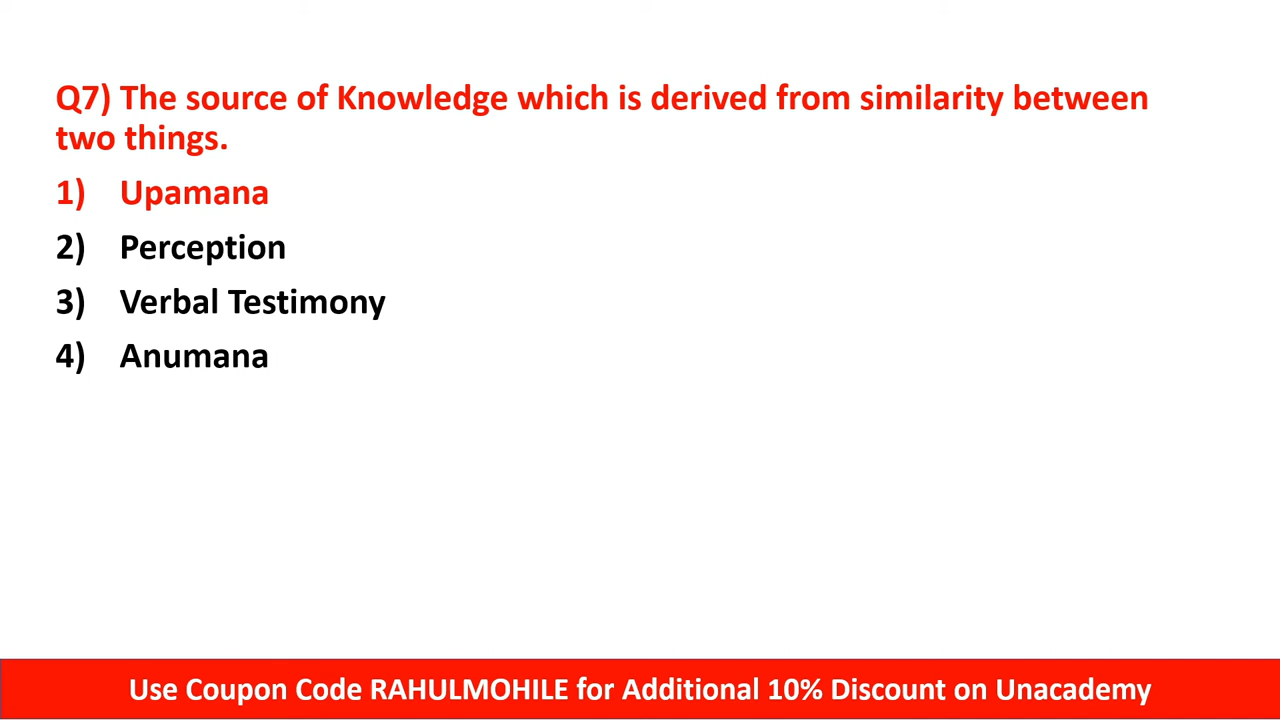 Q7) The source of Knowledge which is derived from similarity between
two things.
1) Upamana
2) Perception
3) Verbal Testimony
4) Anumana
Use Coupon Code RAHULMOHILE for Additional 10% Discount on Unacademy